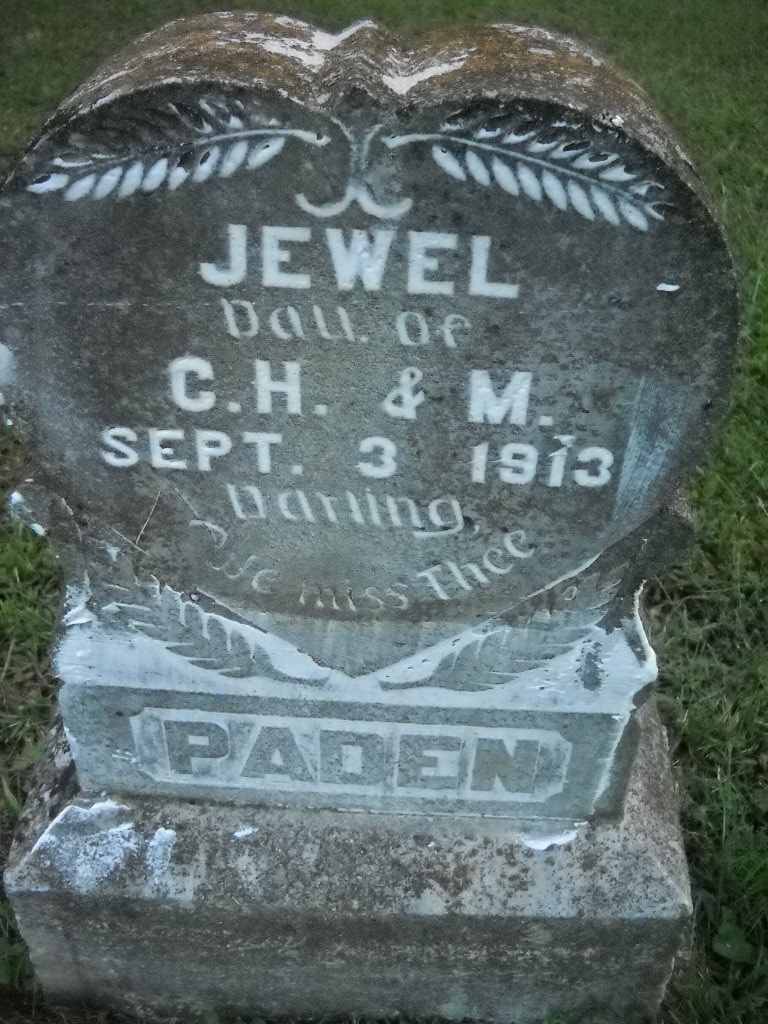 JEWEL
Dau. of
C.H. & M.
SEPT. 3 1913
Darling,
We miss Thee
PADEN